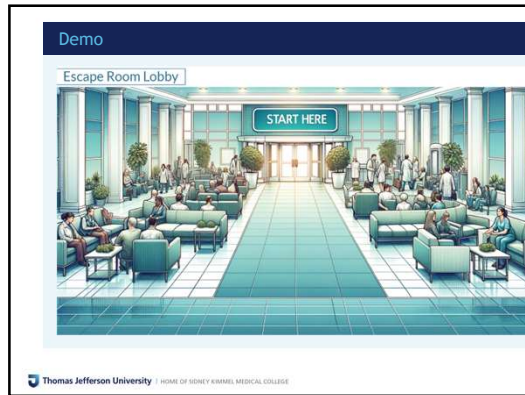 Demo
Escape Room Lobby
START HERE
Thomas Jefferson University | HOME OF SIDNEY KIMMEL MEDICAL COLLEGE